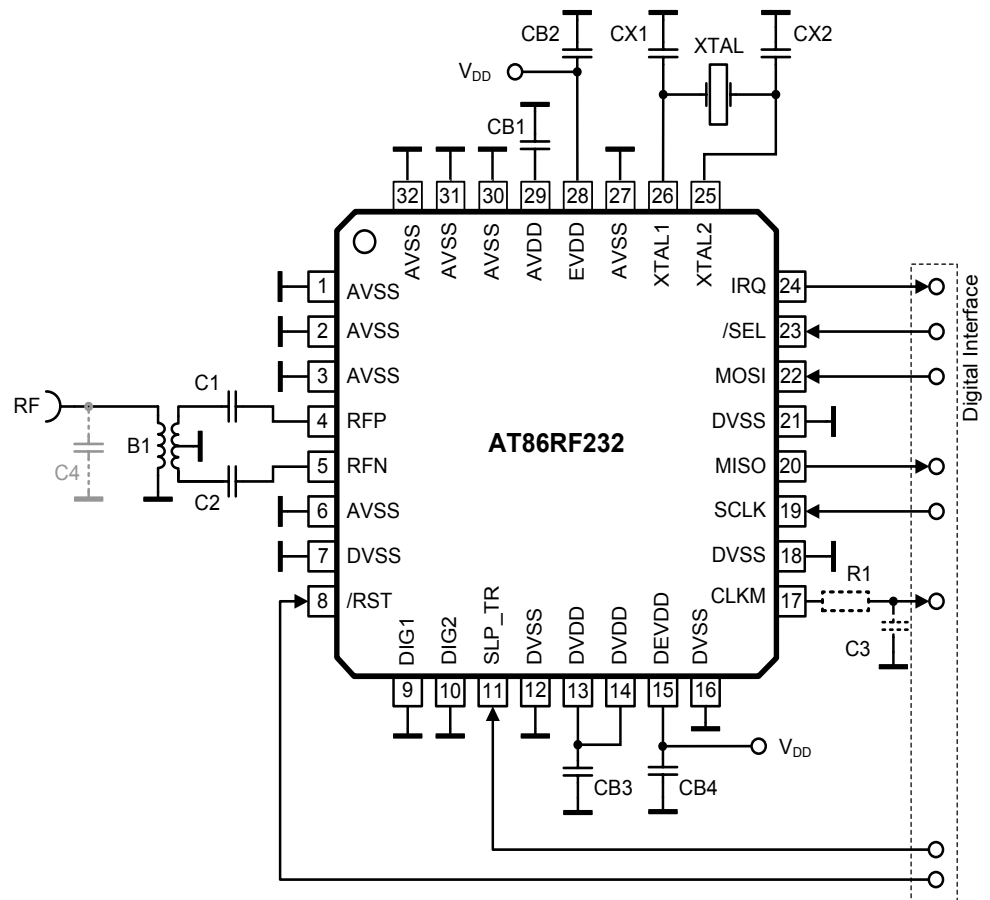 CB2
CX1
XTAL
CX2
VDD
CB1
32
31
30
29
28
27
26
25
AVSS
AVSS
AVSS
AVDD
EVDD
AVSS
XTAL1
XTAL2
1 AVSS
2 AVSS
3 AVSS
4 RFP
5 RFN
6 AVSS
7 DVSS
8 /RST
RF
C4
B1
C1
C2
AT86RF232
IRQ 24
/SEL 23
MOSI 22
DVSS 21
MISO 20
SCLK 19
DVSS 18
CLKM 17
R1
C3
Digital Interface
DIG1
DIG2
SLP_TR
DVSS
DVDD
DVDD
DEVDD
DVSS
9
10
11
12
13
14
15
16
VDD
CB3
CB4